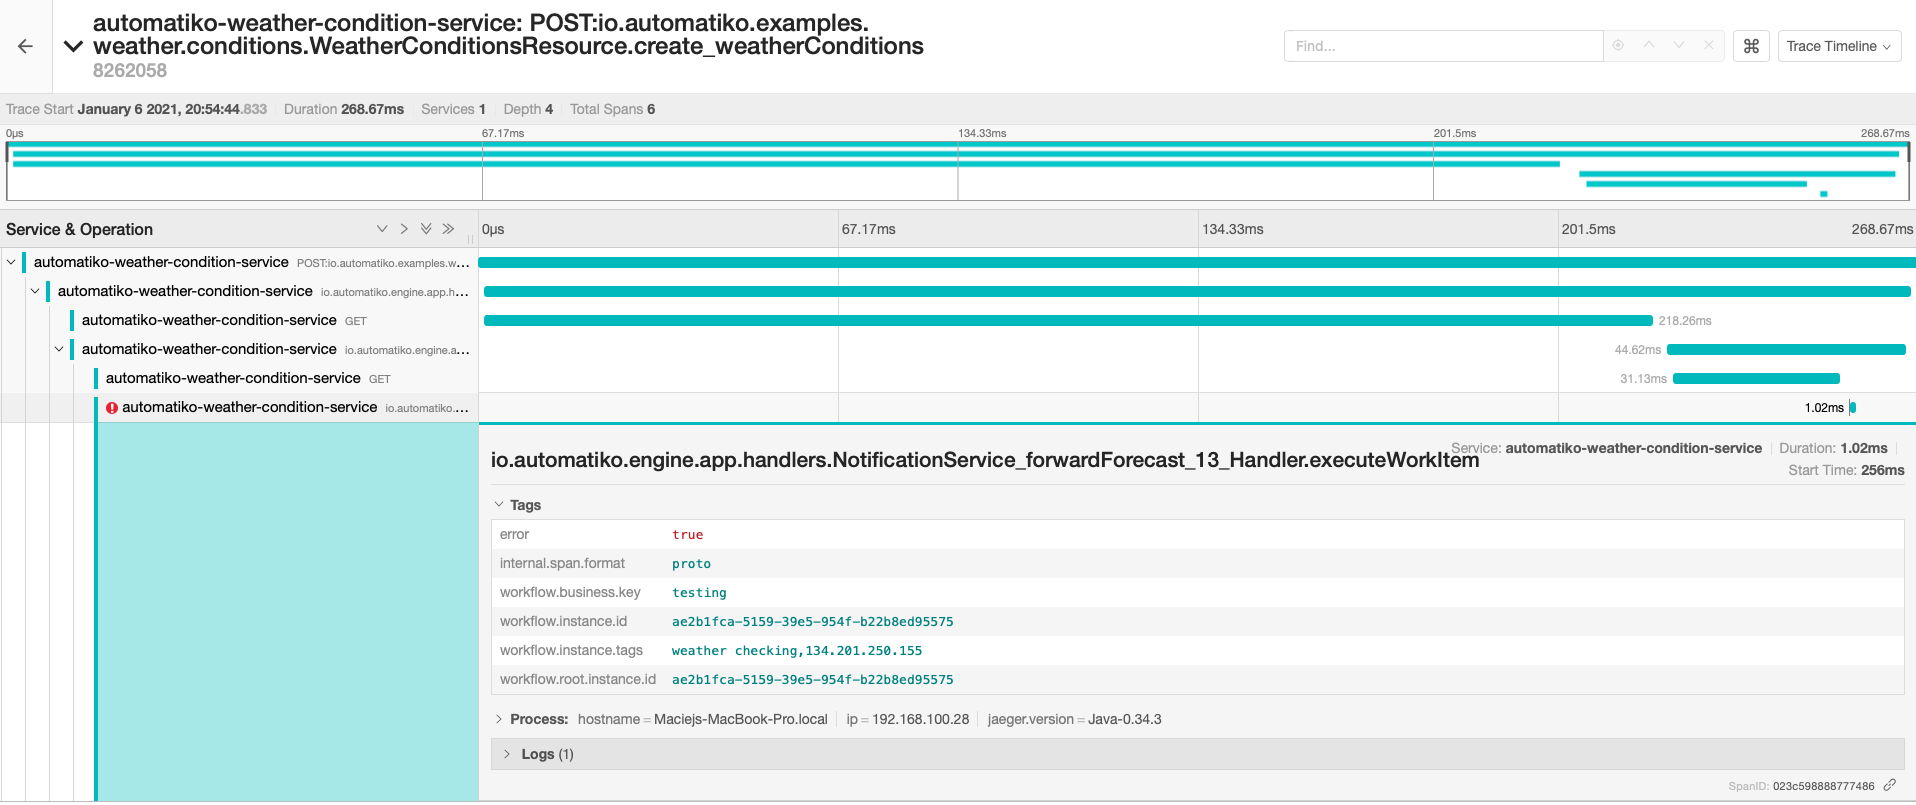 automatiko-weather-condition-service: POST:io.automatiko.examples.
weather.conditions.WeatherConditionsResource.create_weatherConditions
8262058
Find...
⌘
Trace Timeline
Trace Start January 6 2021, 20:54:44.833 Duration 268.67ms Services 1 Depth 4 Total Spans 6
0μs 67.17ms 134.33ms 201.5ms 268.67ms
Service & Operation
0μs 67.17ms 134.33ms 201.5ms 268.67ms
automatiko-weather-condition-service POST:io.automatiko.examples.w...
automatiko-weather-condition-service io.automatiko.engine.app.h...
automatiko-weather-condition-service GET 218.26ms
automatiko-weather-condition-service io.automatiko.engine.a... 44.62ms
automatiko-weather-condition-service GET 31.13ms
automatiko-weather-condition-service io.automatiko.... 1.02ms
io.automatiko.engine.app.handlers.NotificationService_forwardForecast_13_Handler.executeWorkItem
Service: automatiko-weather-condition-service Duration: 1.02ms
Start Time: 256ms
Tags
error true
internal.span.format proto
workflow.business.key testing
workflow.instance.id ae2b1fca-5159-39e5-954f-b22b8ed95575
workflow.instance.tags weather checking,134.201.250.155
workflow.root.instance.id ae2b1fca-5159-39e5-954f-b22b8ed95575
Process: hostname = Maciejs-MacBook-Pro.local ip = 192.168.100.28 jaeger.version = Java-0.34.3
Logs (1)
SpanID: 023c598888777486